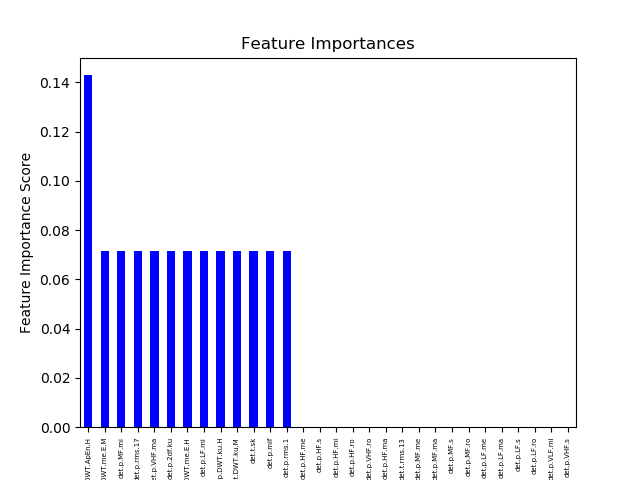 Feature Importances
Feature Importance Score
0.14
0.12
0.10
0.08
0.06
0.04
0.02
0.00
DWT.ApEn.H
DWT.me.E.M
det.p.MF.mi
det.p.rms.17
et.p.VHF.ma
det.p.2df.ku
DWT.me.E.H
det.p.LF.mi
p.DWT.ku.H
t.DWT.ku.M
det.t.sk
det.p.mif
det.p.rms.1
det.p.HF.me
det.p.HF.s
det.p.HF.mi
det.p.HF.ro
det.p.VHF.ro
det.p.HF.ma
det.t.rms.13
det.p.MF.me
det.p.MF.ma
det.p.MF.s
det.p.MF.ro
det.p.LF.me
det.p.LF.ma
det.p.LF.s
det.p.LF.ro
det.p.VLF.mi
det.p.VHF.s